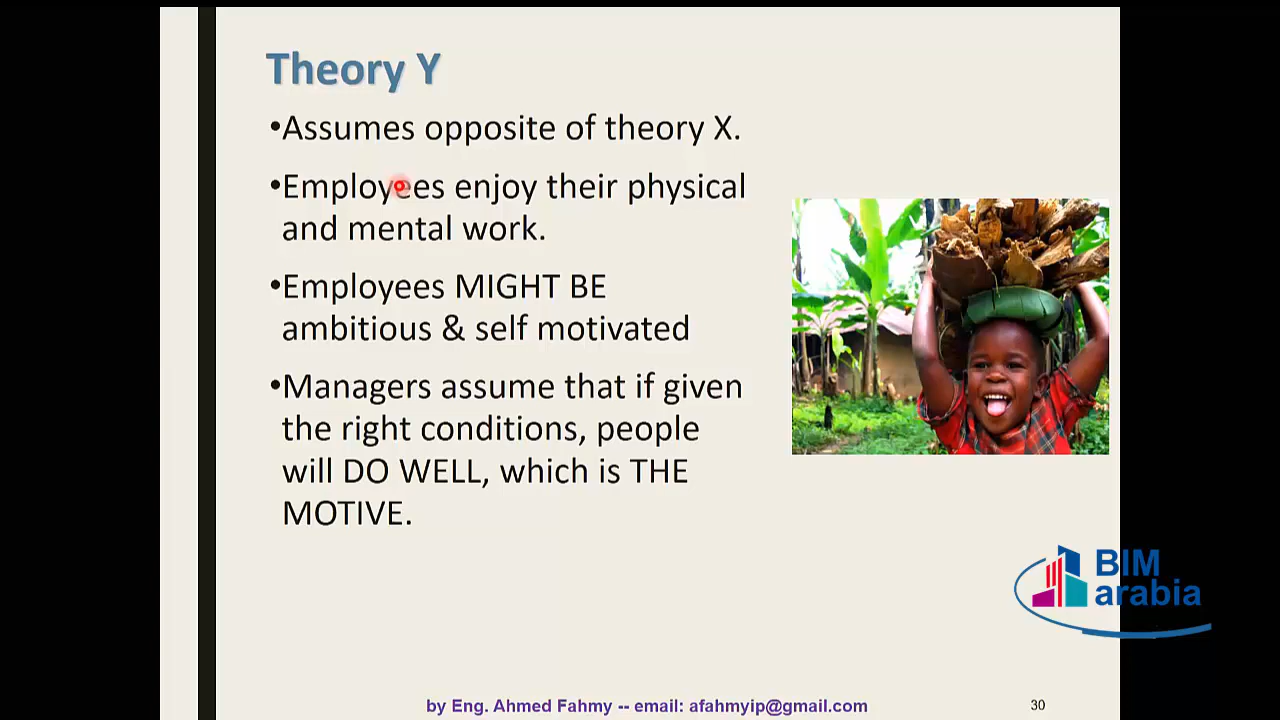 Theory Y
•Assumes opposite of theory X.
•Employees enjoy their physical
and mental work.
•Employees MIGHT BE
ambitious & self motivated
•Managers assume that if given
the right conditions, people
will DO WELL, which is THE
MOTIVE.
BIM
arabia
by Eng. Ahmed Fahmy -- email: afahmyip@gmail.com
30